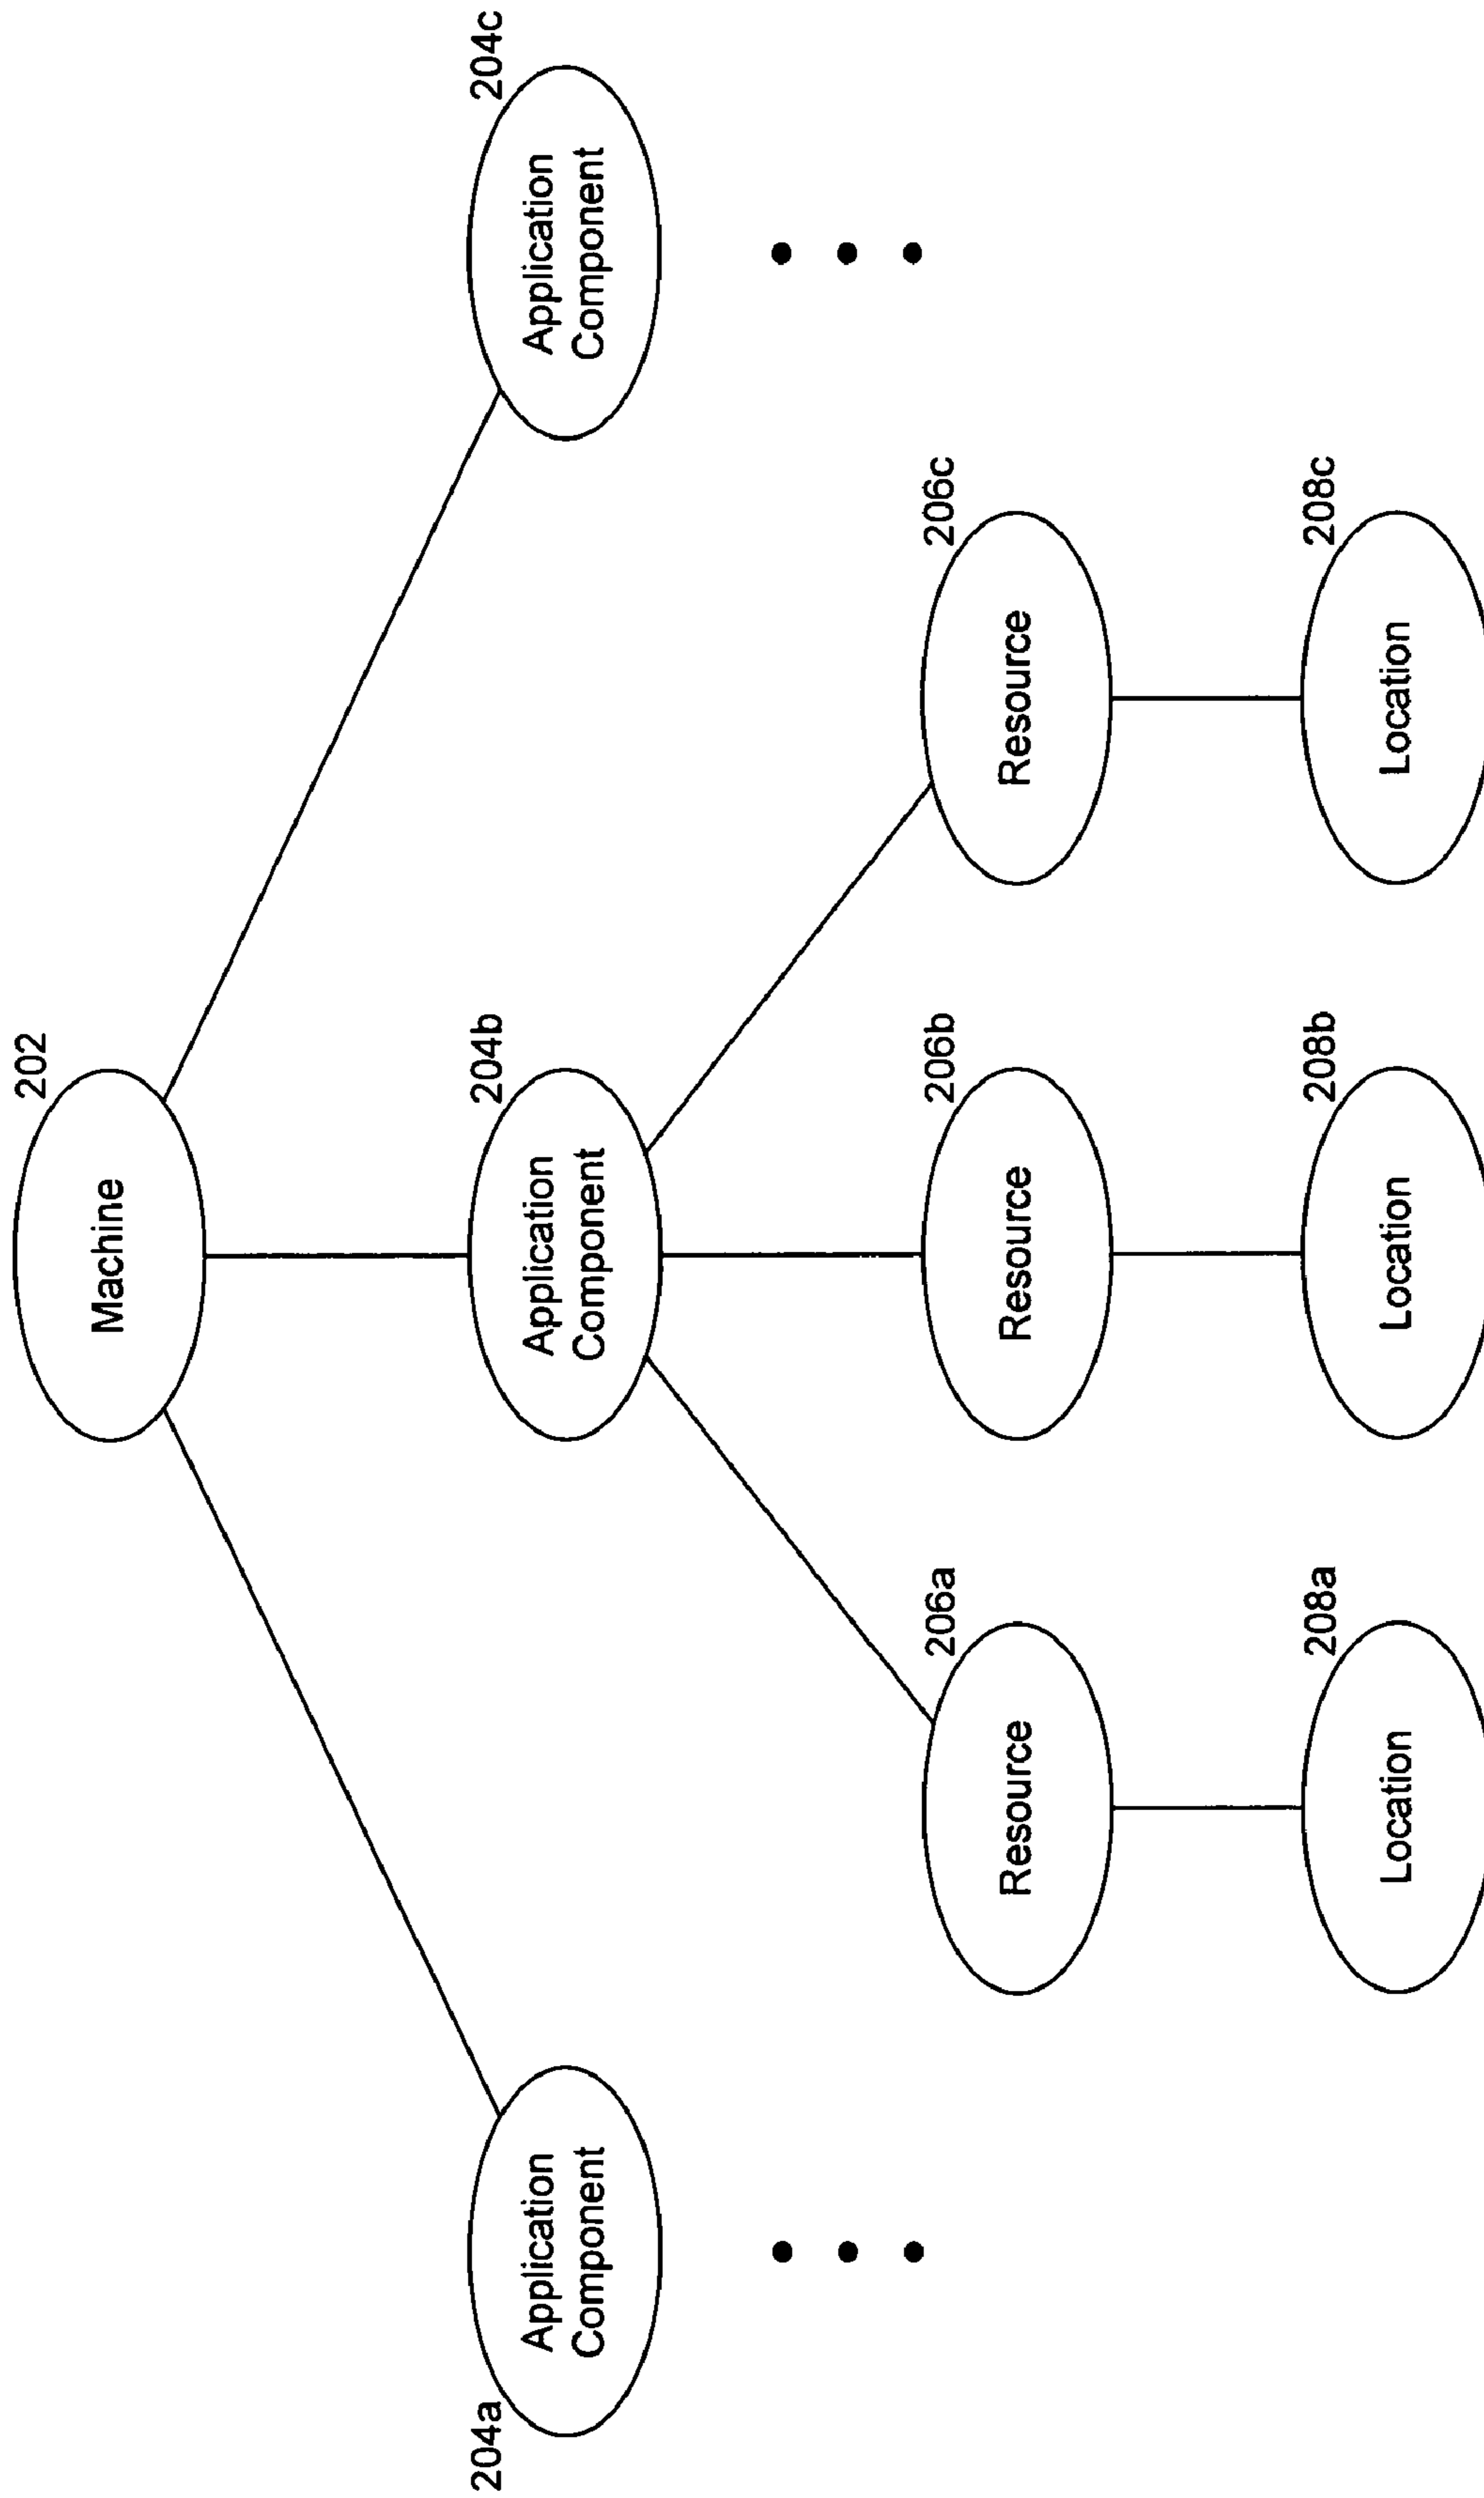 202
Machine
204a
Application
Component
204b
Application
Component
204c
Application
Component
206a
Resource
206b
Resource
206c
Resource
208a
Location
208b
Location
208c
Location